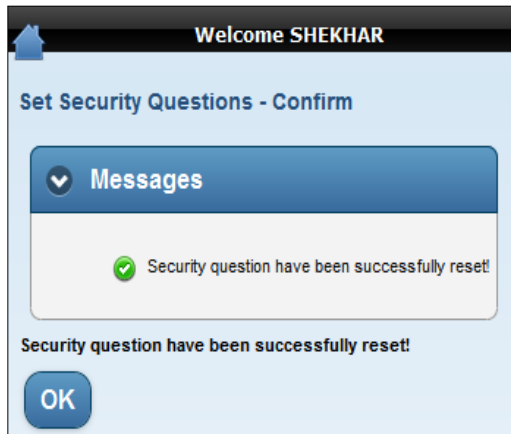 Welcome SHEKHAR
Set Security Questions - Confirm
Messages
Security question have been successfully reset!
Security question have been successfully reset!
OK